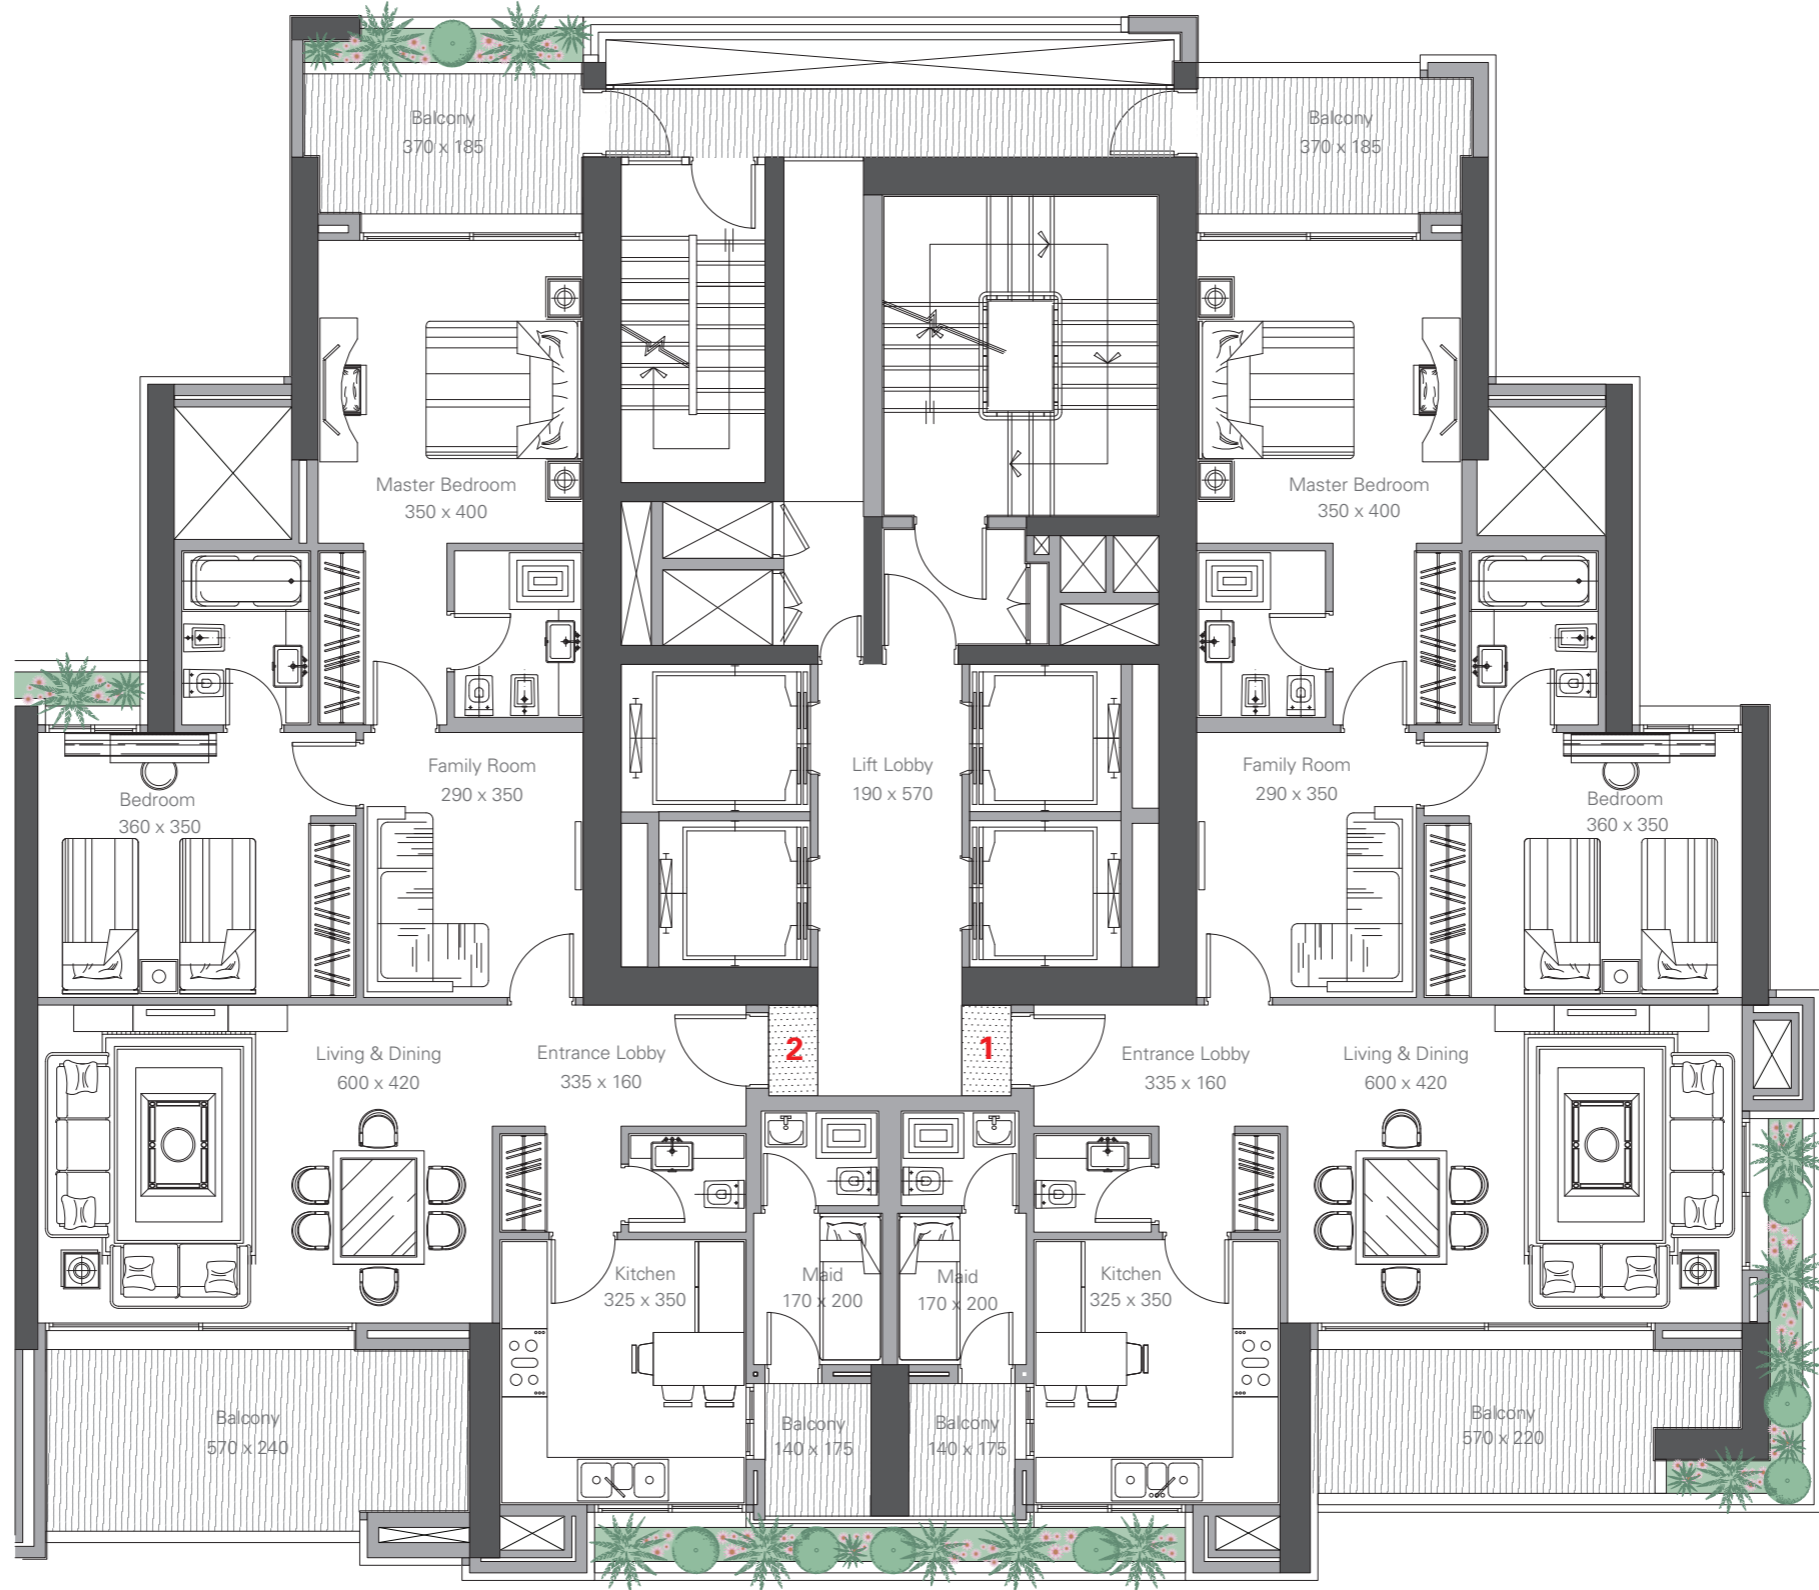 Balcony
370 x 185
Balcony
370 x 185
Master Bedroom
350 x 400
Master Bedroom
350 x 400
Family Room
290 x 350
Lift Lobby
190 x 570
Family Room
290 x 350
Bedroom
360 x 350
Bedroom
360 x 350
Living & Dining
600 x 420
Entrance Lobby
335 x 160
2
1
Entrance Lobby
335 x 160
Living & Dining
600 x 420
Kitchen
325 x 350
Maid
170 x 200
Maid
170 x 200
Kitchen
325 x 350
Balcony
570 x 240
Balcony
140 x 175
Balcony
140 x 175
Balcony
570 x 220